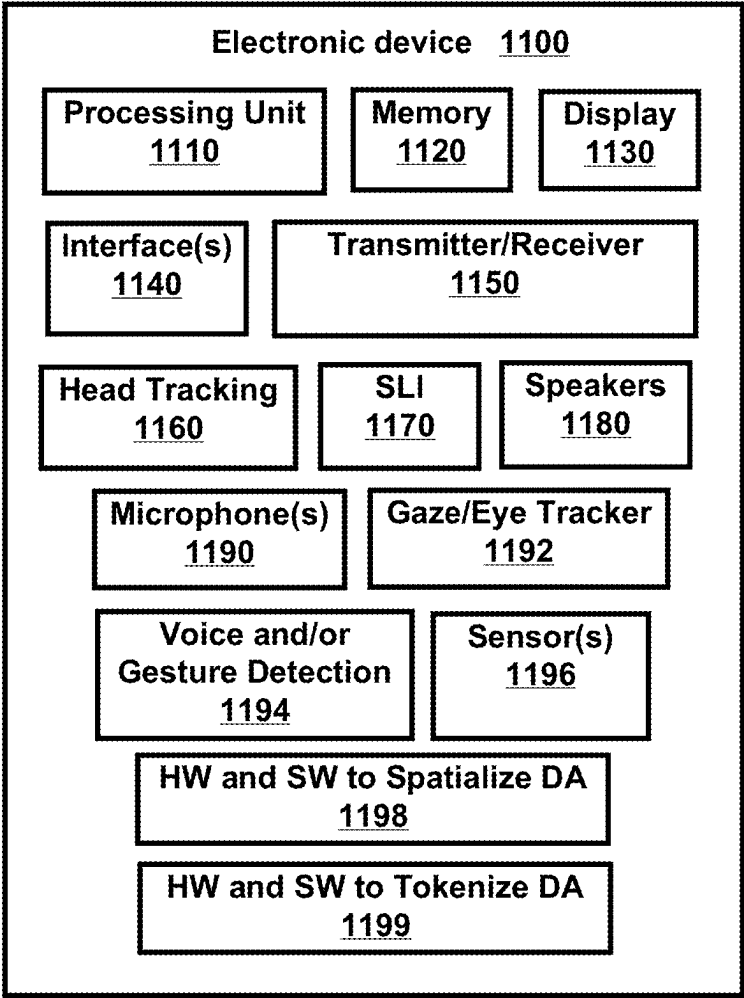 Electronic device 1100
Processing Unit
1110
Memory
1120
Display
1130
Interface(s)
1140
Transmitter/Receiver
1150
Head Tracking
1160
SLI
1170
Speakers
1180
Microphone(s)
1190
Gaze/Eye Tracker
1192
Voice and/or
Gesture Detection
1194
Sensor(s)
1196
HW and SW to Spatialize DA
1198
HW and SW to Tokenize DA
1199